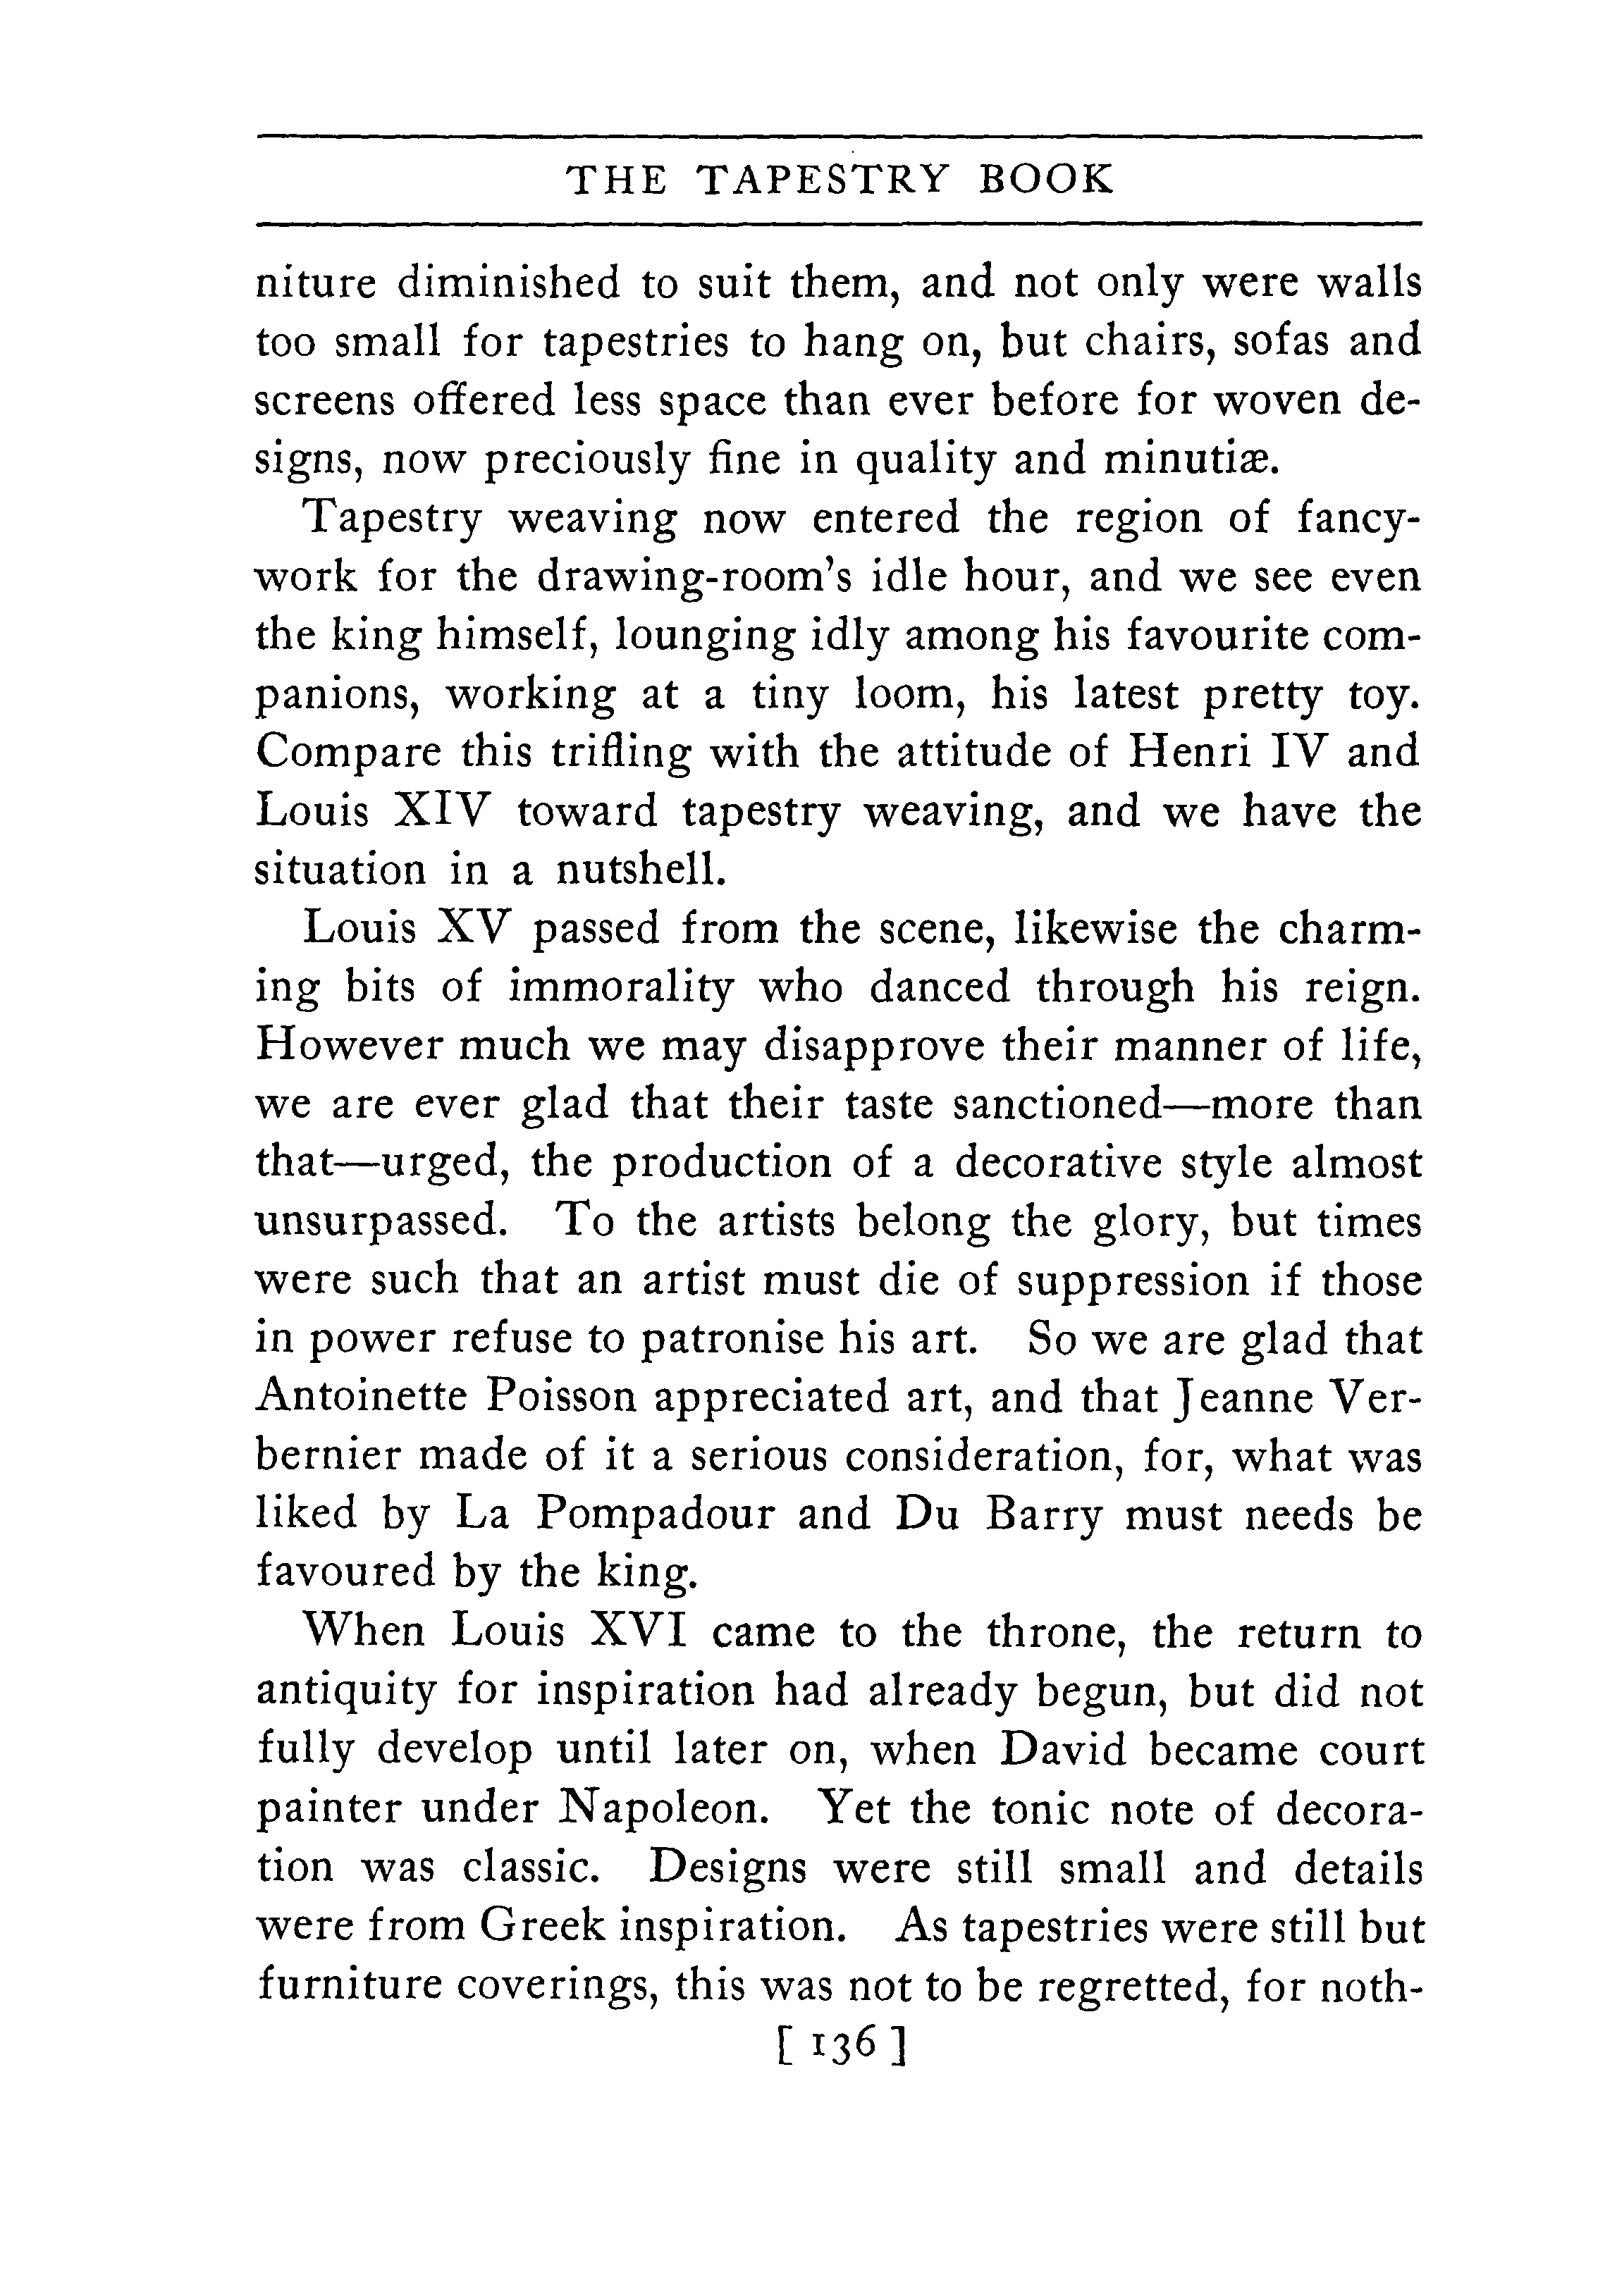 THE TAPESTRY BOOK
niture diminished to suit them, and not only were walls
too small for tapestries to hang on, but chairs, sofas and
screens offered less space than ever before for woven de-
signs, now preciously fine in quality and minutiæ.
Tapestry weaving now entered the region of fancy-
work for the drawing-room's idle hour, and we see even
the king himself, lounging idly among his favourite com-
panions, working at a tiny loom, his latest pretty toy.
Compare this trifling with the attitude of Henri IV and
Louis XIV toward tapestry weaving, and we have the
situation in a nutshell.
Louis XV passed from the scene, likewise the charm-
ing bits of immorality who danced through his reign.
However much we may disapprove their manner of life,
we are ever glad that their taste sanctioned—more than
that—urged, the production of a decorative style almost
unsurpassed. To the artists belong the glory, but times
were such that an artist must die of suppression if those
in power refuse to patronise his art. So we are glad that
Antoinette Poisson appreciated art, and that Jeanne Ver-
bernier made of it a serious consideration, for, what was
liked by La Pompadour and Du Barry must needs be
favoured by the king.
When Louis XVI came to the throne, the return to
antiquity for inspiration had already begun, but did not
fully develop until later on, when David became court
painter under Napoleon. Yet the tonic note of decora-
tion was classic. Designs were still small and details
were from Greek inspiration. As tapestries were still but
furniture coverings, this was not to be regretted, for noth-
[ 136 ]